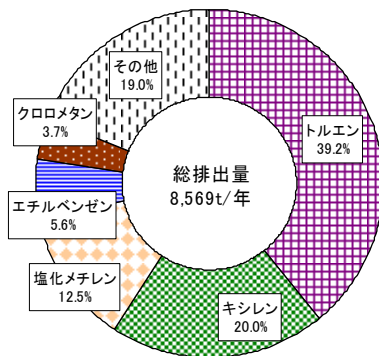 その他
19.0%
クロロメタン
3.7%
トルエン
39.2%
総排出量
8,569t/年
エチルベンゼン
5.6%
塩化メチレン
12.5%
キシレン
20.0%